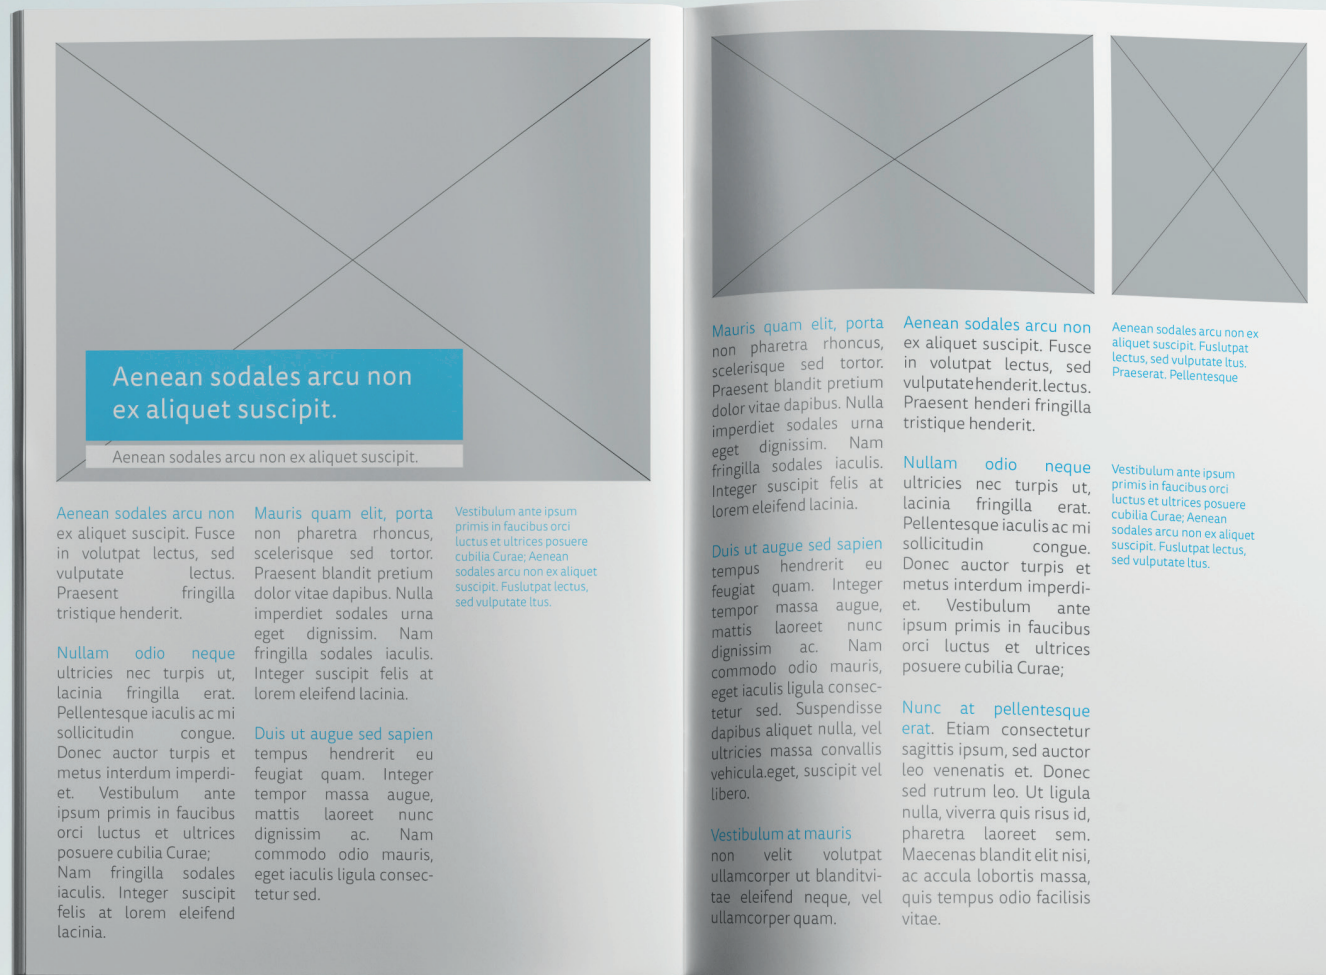 Aenean sodales arcu non
ex aliquet suscipit.
Aenean sodales arcu non ex aliquet suscipit.
Aenean sodales arcu non
ex aliquet suscipit. Fusce
in volutpat lectus, sed
vulputate lectus.
Praesent fringilla
tristique henderit.
Nullam odio neque
ultricies nec turpis ut,
lacinia fringilla erat.
Pellentesque iaculis ac mi
sollicitudin congue.
Donec auctor turpis et
metus interdum imperdi-
et. Vestibulum ante
ipsum primis in faucibus
orci luctus et ultrices
posuere cubilia Curae;
Nam fringilla sodales
iaculis. Integer suscipit
felis at lorem eleifend
lacinia.
Mauris quam elit, porta
non pharetra rhoncus,
scelerisque sed tortor.
Praesent blandit pretium
dolor vitae dapibus. Nulla
imperdiet sodales urna
eget dignissim. Nam
fringilla sodales iaculis.
Integer suscipit felis at
lorem eleifend lacinia.
Duis ut augue sed sapien
tempus hendrerit eu
feugiat quam. Integer
tempor massa augue,
mattis laoreet nunc
dignissim ac. Nam
commodo odio mauris,
eget iaculis ligula consec-
tetur sed.
Vestibulum ante ipsum
primis in faucibus orci
luctus et ultrices posuere
cubilia Curae; Aenean
sodales arcu non ex aliquet
suscipit. Fuslutpat lectus,
sed vulputate ltus.
Mauris quam elit, porta
non pharetra rhoncus,
scelerisque sed tortor.
Praesent blandit pretium
dolor vitae dapibus. Nulla
imperdiet sodales urna
eget dignissim. Nam
fringilla sodales iaculis.
Integer suscipit felis at
lorem eleifend lacinia.
Duis ut augue sed sapien
tempus hendrerit eu
feugiat quam. Integer
tempor massa augue,
mattis laoreet nunc
dignissim ac. Nam
commodo odio mauris,
eget iaculis ligula consec-
tetur sed. Suspendisse
dapibus aliquet nulla, vel
ultricies massa convallis
vehicula.eget, suscipit vel
libero.
Vestibulum at mauris
non velit volutpat
ullamcorper ut blanditvi-
tae eleifend neque, vel
ullamcorper quam.
Aenean sodales arcu non
ex aliquet suscipit. Fusce
in volutpat lectus, sed
vulputatehenderit.lectus.
Praesent henderi fringilla
tristique henderit.
Nullam odio neque
ultricies nec turpis ut,
lacinia fringilla erat.
Pellentesque iaculis ac mi
sollicitudin congue.
Donec auctor turpis et
metus interdum imperdi-
et. Vestibulum ante
ipsum primis in faucibus
orci luctus et ultrices
posuere cubilia Curae;
Nunc at pellentesque
erat. Etiam consectetur
sagittis ipsum, sed auctor
leo venenatis et. Donec
sed rutrum leo. Ut ligula
nulla, viverra quis risus id,
pharetra laoreet sem.
Maecenas blandit elit nisi,
ac accula lobortis massa,
quis tempus odio facilisis
vitae.
Aenean sodales arcu non ex
aliquet suscipit. Fuslutpat
lectus, sed vulputate ltus.
Praeserat. Pellentesque
Vestibulum ante ipsum
primis in faucibus orci
luctus et ultrices posuere
cubilia Curae; Aenean
sodales arcu non ex aliquet
suscipit. Fuslutpat lectus,
sed vulputate ltus.